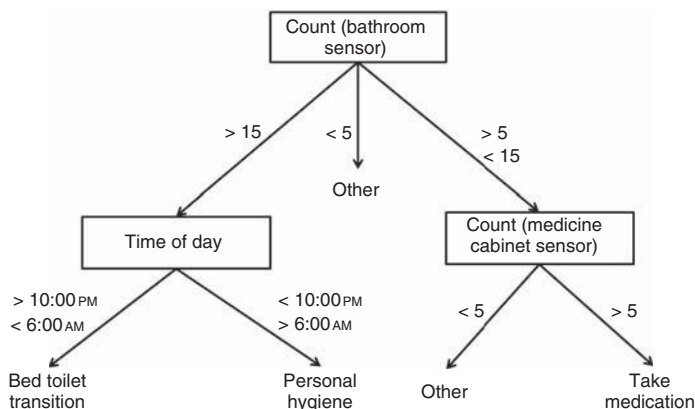 Count (bathroom
sensor)
> 15
< 5
> 5
< 15
Other
Time of day
Count (medicine
cabinet sensor)
> 10:00 PM
< 6:00 AM
< 10:00 PM
> 6:00 AM
< 5
> 5
Bed toilet
transition
Personal
hygiene
Other
Take
medication